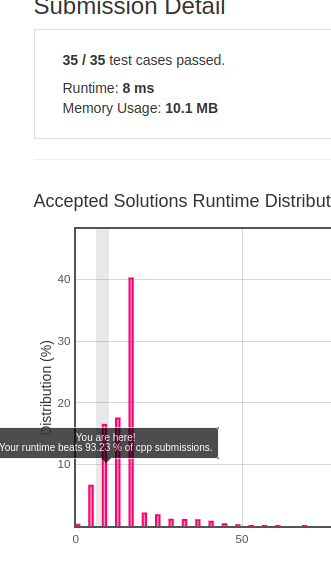 Submission Detail
35 / 35 test cases passed.
Runtime: 8 ms
Memory Usage: 10.1 MB
Accepted Solutions Runtime Distribut
40
30
20
10
Distribution (%)
You are here!
Your runtime beats 93.23 % of cpp submissions.
0
50